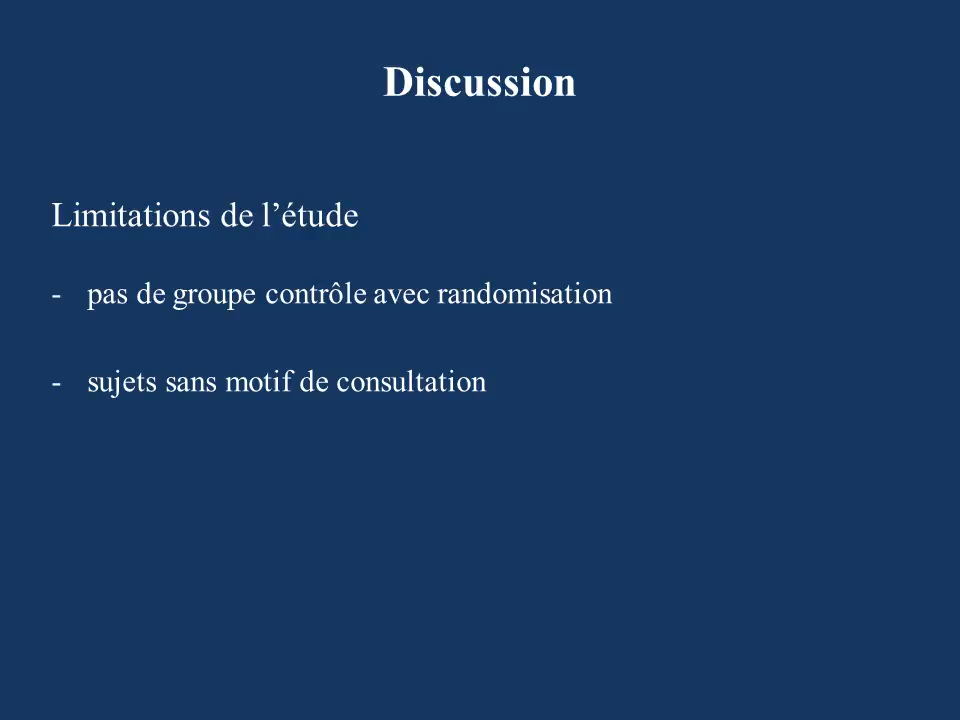 Discussion
Limitations de l’étude
- pas de groupe contrôle avec randomisation
- sujets sans motif de consultation